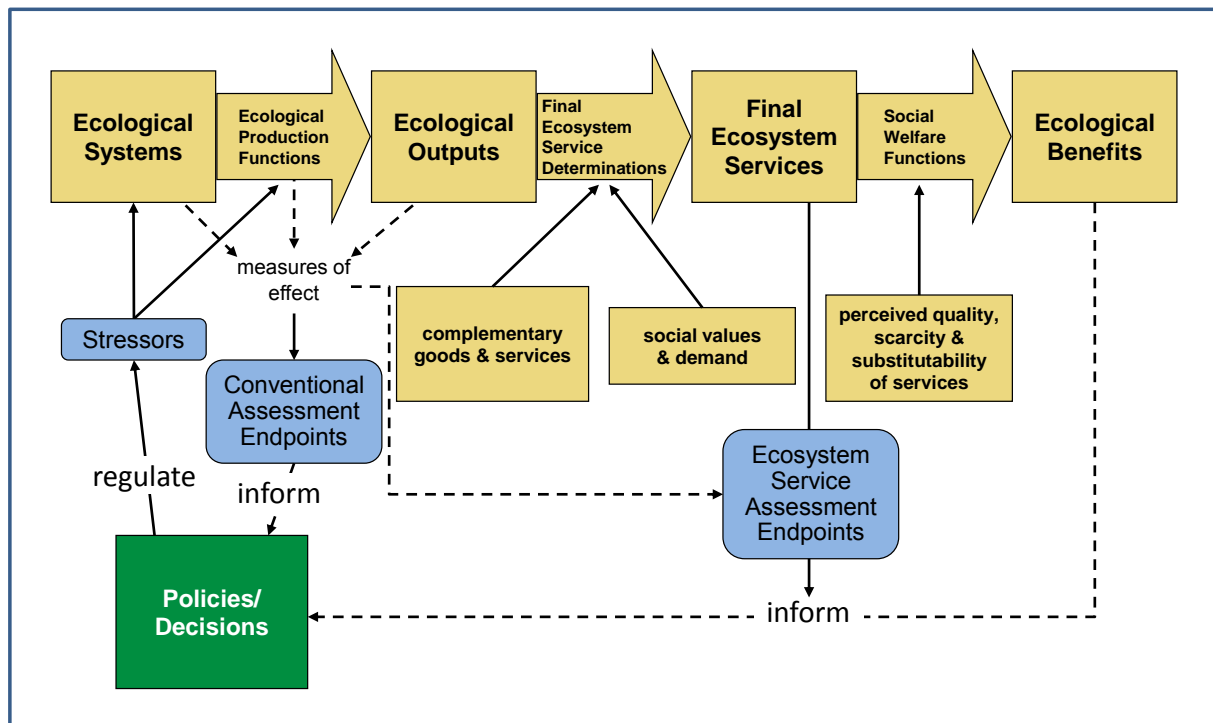 Ecological
Systems
Ecological
Production
Functions
Ecological
Outputs
Final
Ecosystem
Service
Determinations
Final
Ecosystem
Services
Social
Welfare
Functions
Ecological
Benefits
measures of
effect
Stressors
complementary
goods & services
social values
& demand
perceived quality,
scarcity &
substitutability
of services
Conventional
Assessment
Endpoints
Ecosystem
Service
Assessment
Endpoints
regulate
inform
Policies/
Decisions
inform